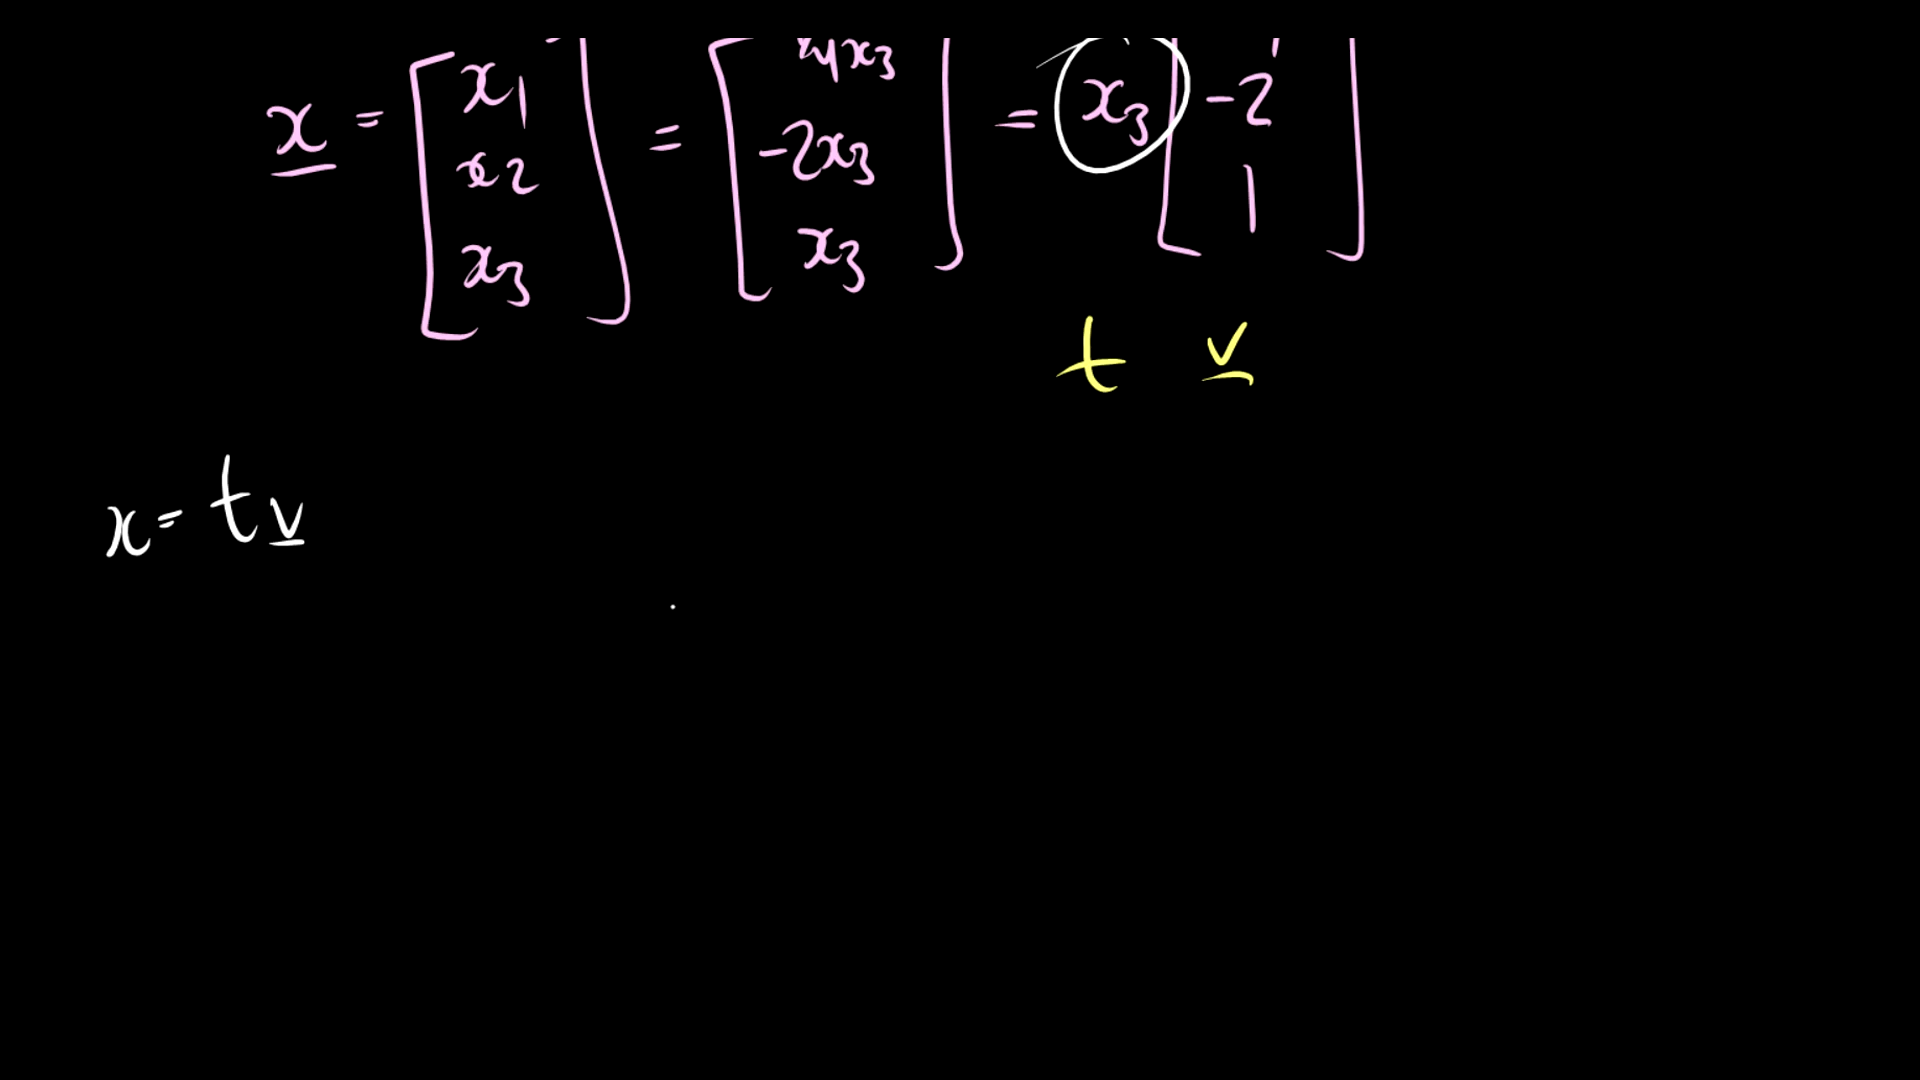 x = [x1 x2 x3] = [4x3 -2x3 x3] = x3 [-2 1]
t v
x = t v